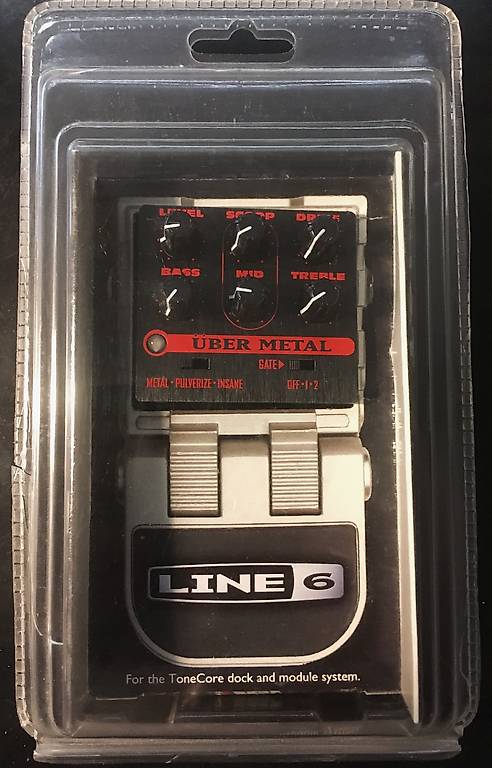 LEVEL SCOOP DRIVE
BASS MID TREBLE
ÜBER METAL
GATE▶
METAL • PULVERIZE • INSANE OFF • 1 • 2
LINE 6
For the ToneCore dock and module system.